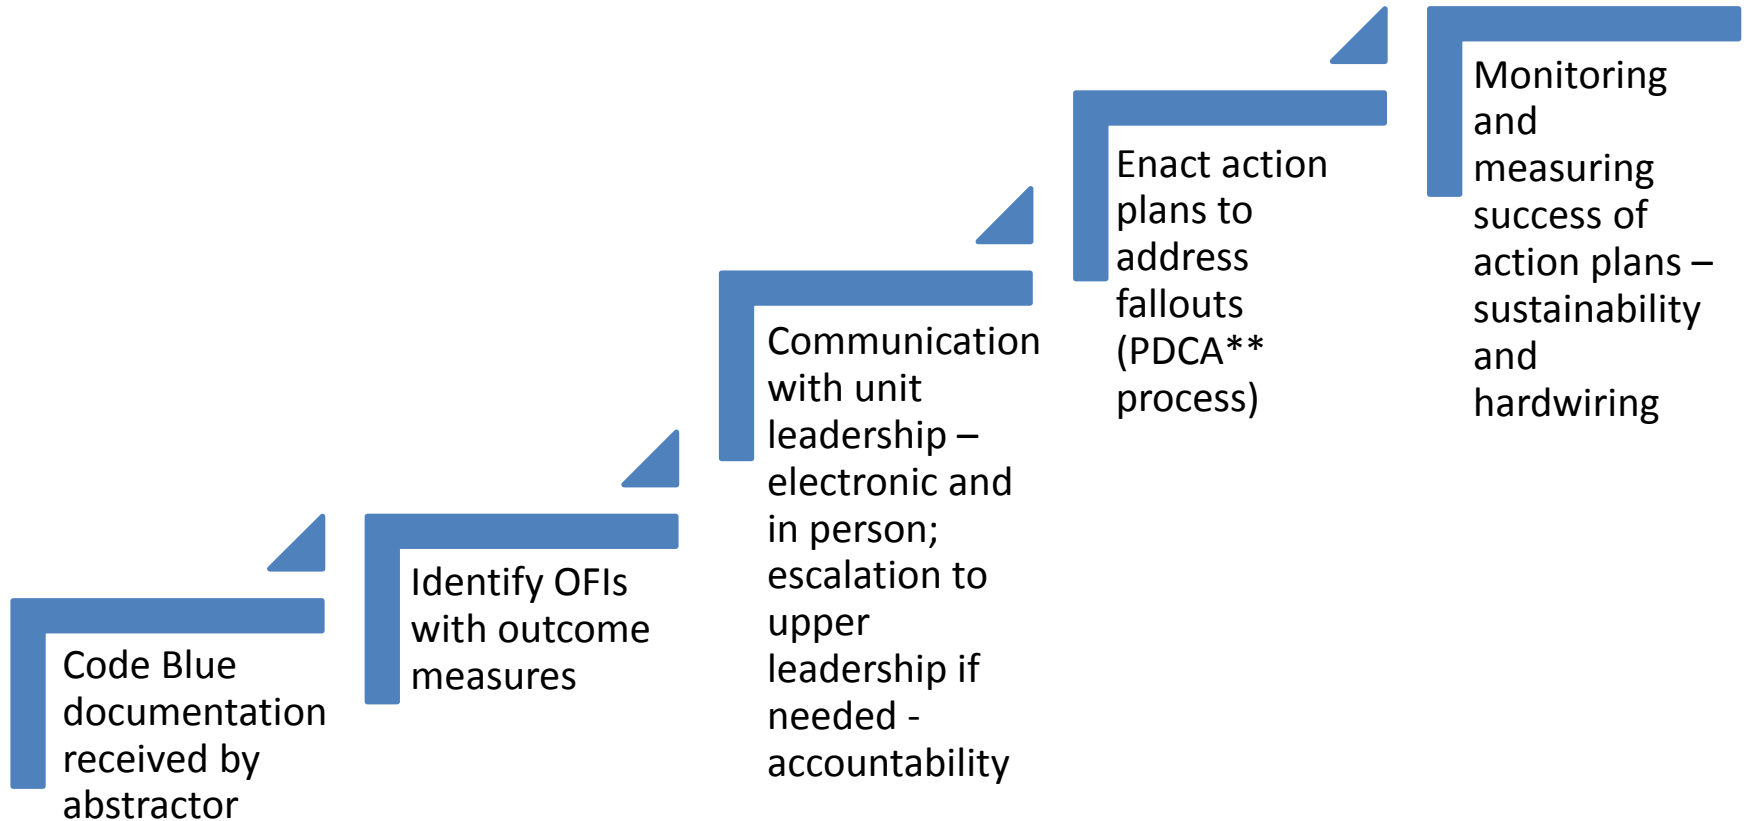 Code Blue
documentation
received by
abstractor
Identify OFIs
with outcome
measures
Communication
with unit
leadership –
electronic and
in person;
escalation to
upper
leadership if
needed -
accountability
Enact action
plans to
address
fallouts
(PDCA**
process)
Monitoring
and
measuring
success of
action plans –
sustainability
and
hardwiring